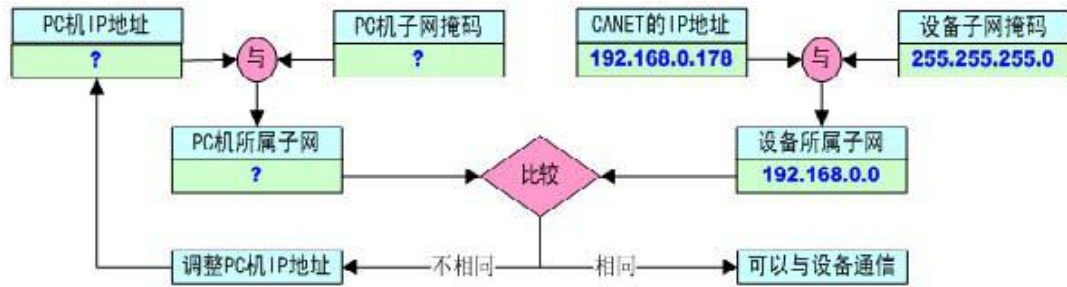 PC机IP地址
?
与
PC机子网掩码
?
CANET的IP地址
192.168.0.178
与
设备子网掩码
255.255.255.0
PC机所属子网
?
比较
设备所属子网
192.168.0.0
调整PC机IP地址
不相同
相同
可以与设备通信